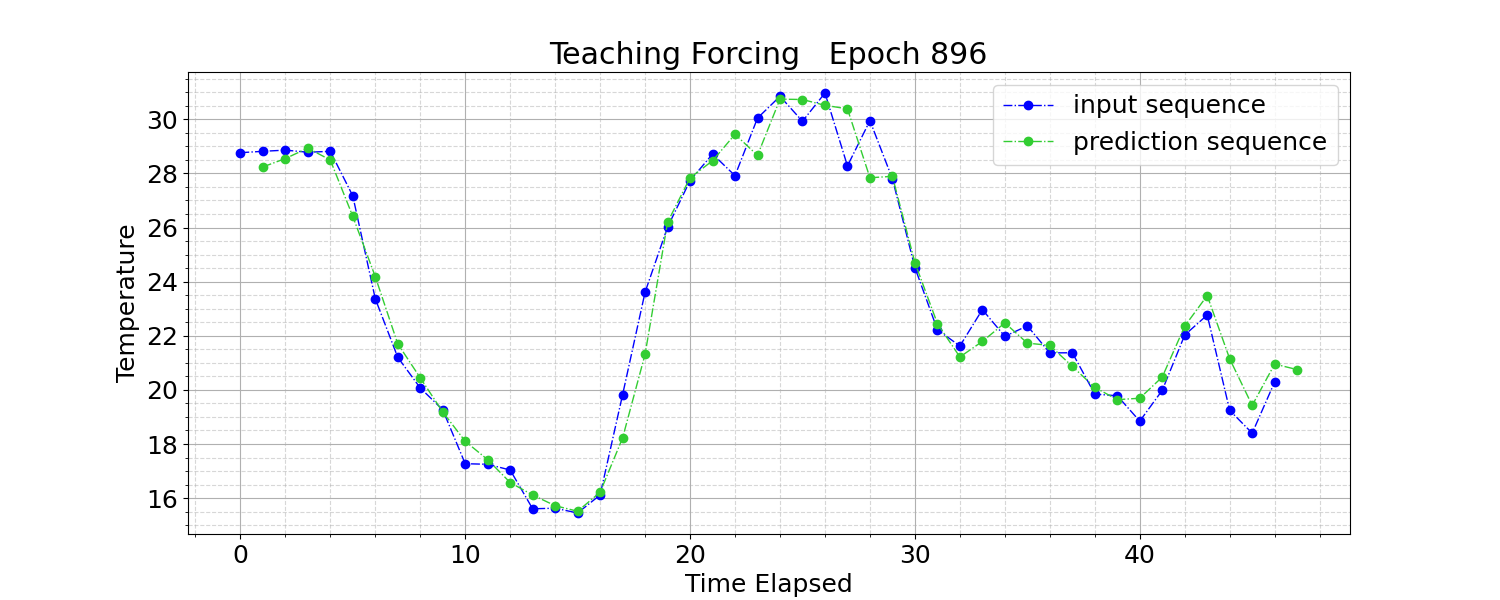 Teaching Forcing   Epoch 896
input sequence
prediction sequence
30
28
26
24
22
20
18
16
Temperature
0 10 20 30 40
Time Elapsed